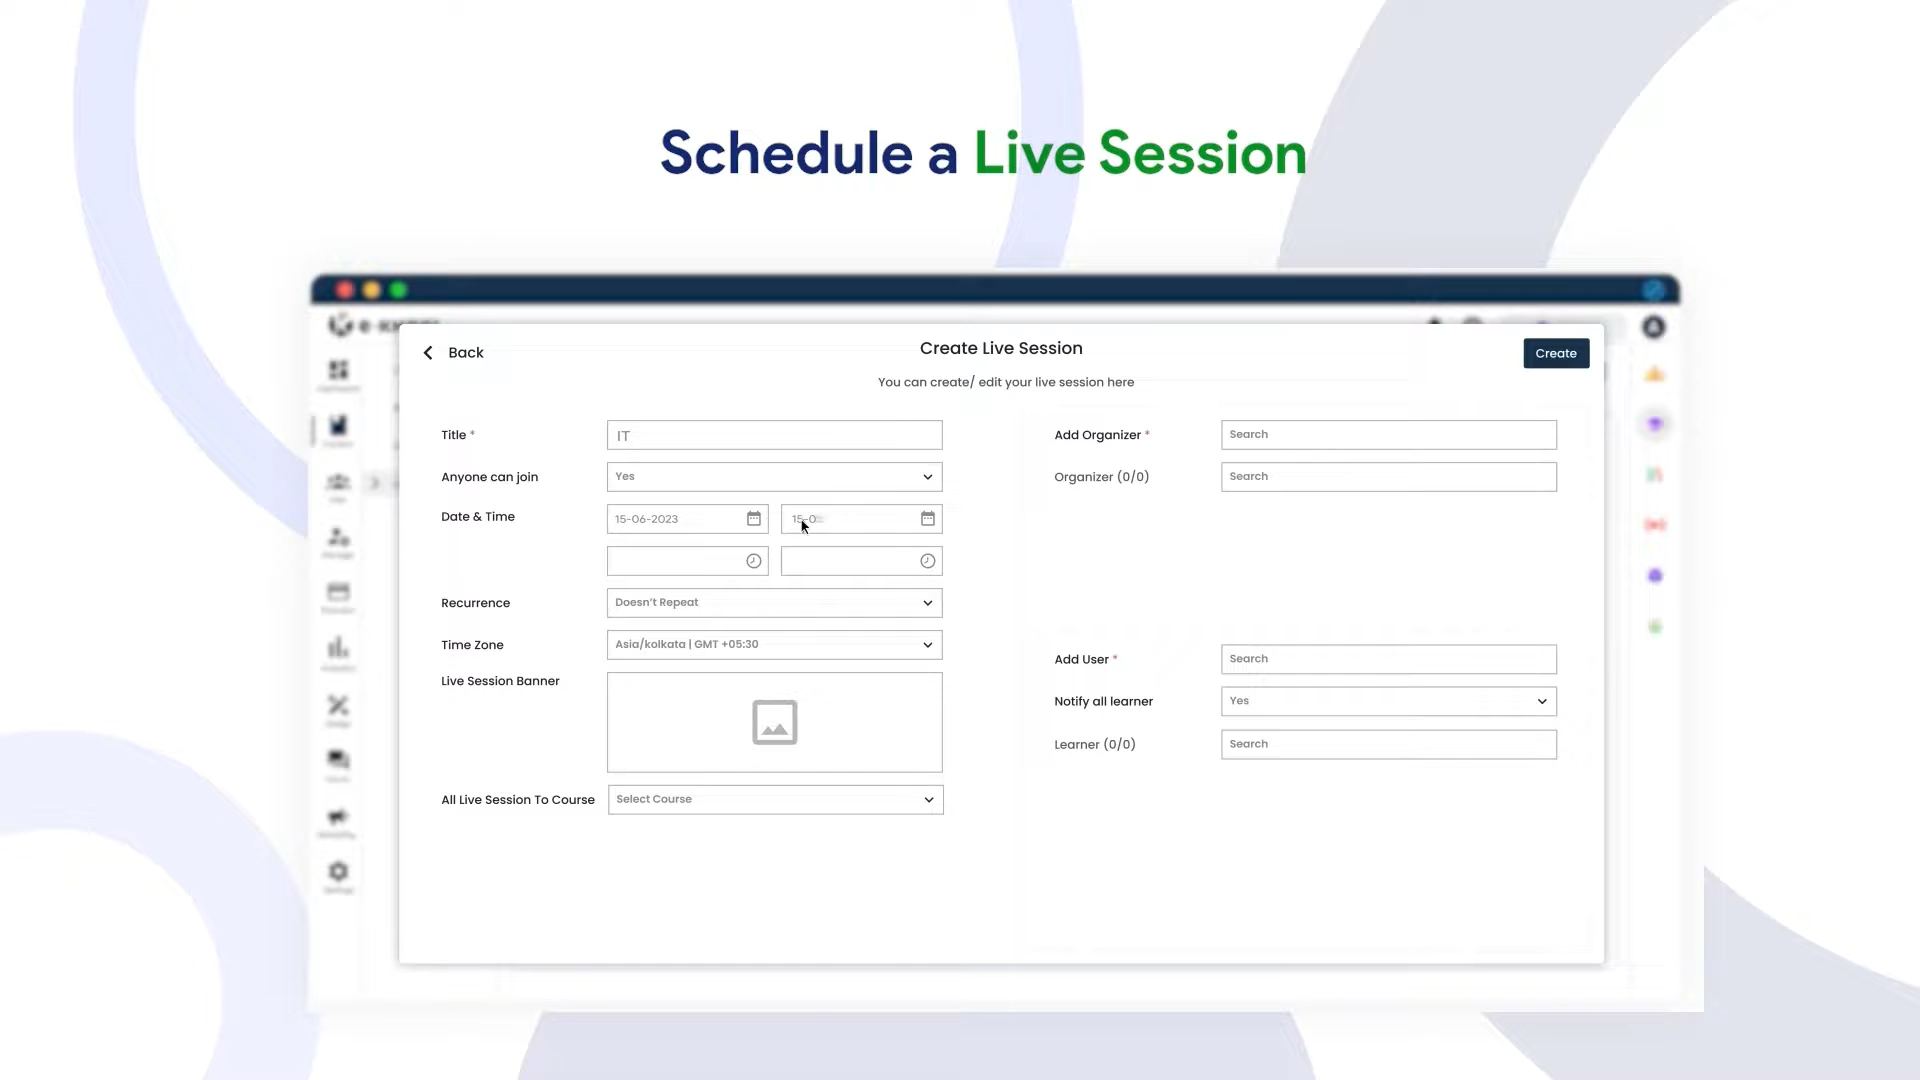 Schedule a Live Session
Back
Create Live Session
Create
You can create/ edit your live session here
Title *
IT
Anyone can join
Yes
Date & Time
15-06-2023
15-0
Recurrence
Doesn't Repeat
Time Zone
Asia/kolkata | GMT +05:30
Live Session Banner
All Live Session To Course
Select Course
Add Organizer *
Search
Organizer (0/0)
Search
Add User *
Search
Notify all learner
Yes
Learner (0/0)
Search